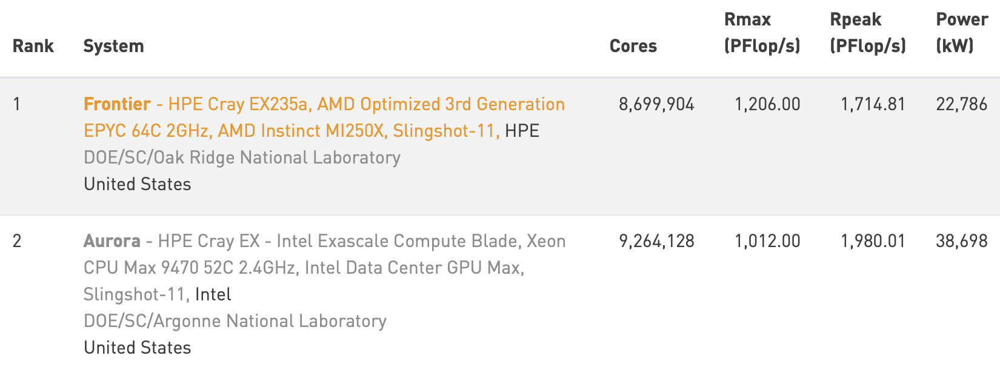 Rank System Cores Rmax (PFlop/s) Rpeak (PFlop/s) Power (kW)
1 Frontier - HPE Cray EX235a, AMD Optimized 3rd Generation 8,699,904 1,206.00 1,714.81 22,786
EPYC 64C 2GHz, AMD Instinct MI250X, Slingshot-11, HPE
DOE/SC/Oak Ridge National Laboratory
United States
2 Aurora - HPE Cray EX - Intel Exascale Compute Blade, Xeon 9,264,128 1,012.00 1,980.01 38,698
CPU Max 9470 52C 2.4GHz, Intel Data Center GPU Max,
Slingshot-11, Intel
DOE/SC/Argonne National Laboratory
United States